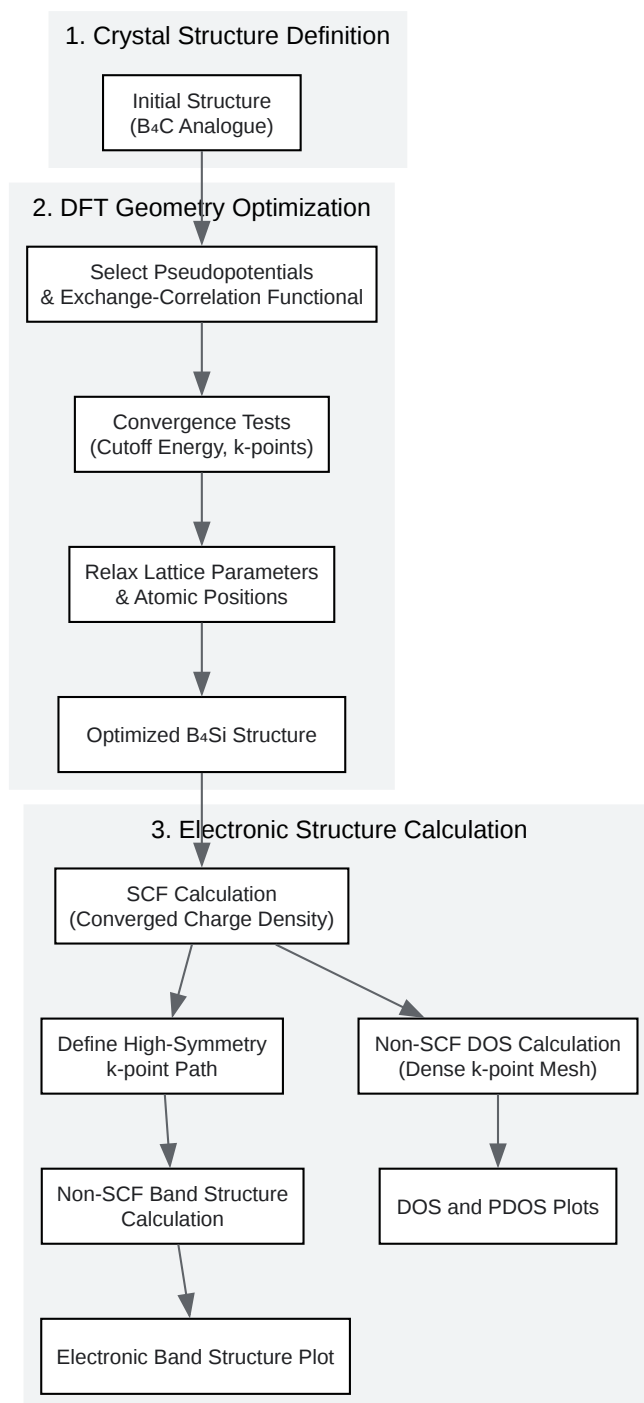 1. Crystal Structure Definition
Initial Structure
(B₄C Analogue)
2. DFT Geometry Optimization
Select Pseudopotentials
& Exchange-Correlation Functional
Convergence Tests
(Cutoff Energy, k-points)
Relax Lattice Parameters
& Atomic Positions
Optimized B₄Si Structure
3. Electronic Structure Calculation
SCF Calculation
(Converged Charge Density)
Define High-Symmetry
k-point Path
Non-SCF DOS Calculation
(Dense k-point Mesh)
Non-SCF Band Structure
Calculation
DOS and PDOS Plots
Electronic Band Structure Plot